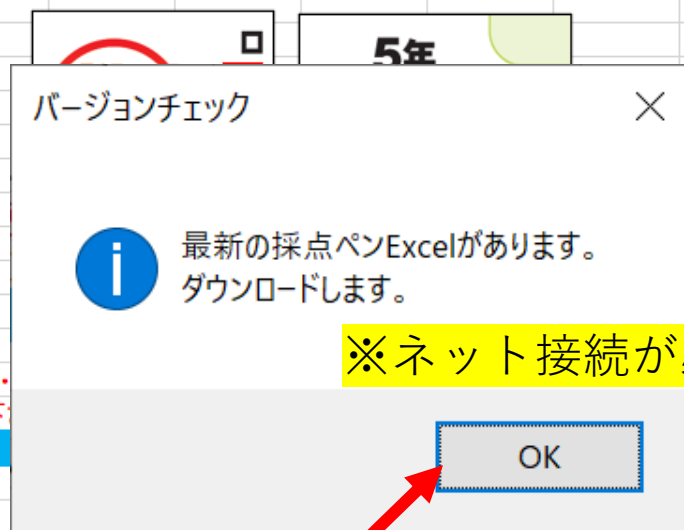 5年
バージョンチェック
最新の採点ペンExcelがあります。
ダウンロードします。
※ネット接続が
OK